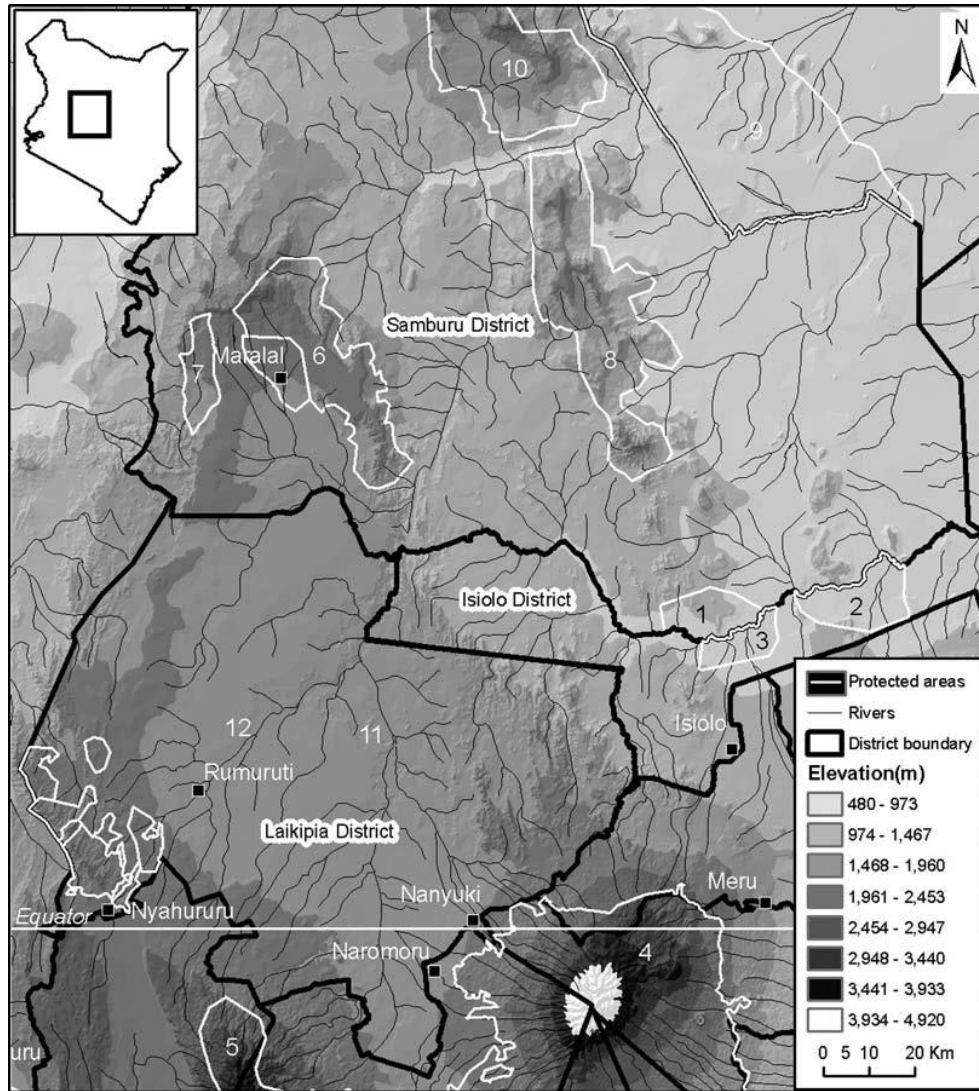 N
10
9
Samburu District
6
8
7
Maralal
Isiolo District
1
2
3
12
11
Isiolo
Rumuruti
Laikipia District
Nanyuki
Meru
Equator
Nyahururu
Naromoru
4
5
uru
Protected areas
Rivers
District boundary
Elevation(m)
480 - 973
974 - 1,467
1,468 - 1,960
1,961 - 2,453
2,454 - 2,947
2,948 - 3,440
3,441 - 3,933
3,934 - 4,920
0 5 10 20 Km